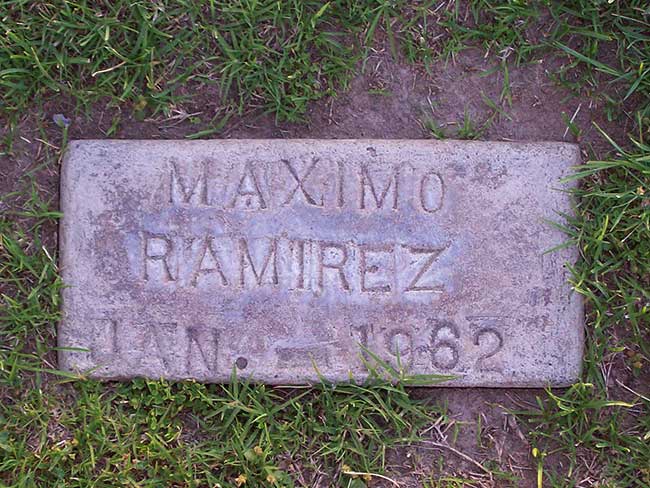 MAXIMO
RAMIREZ
JAN. — 1962